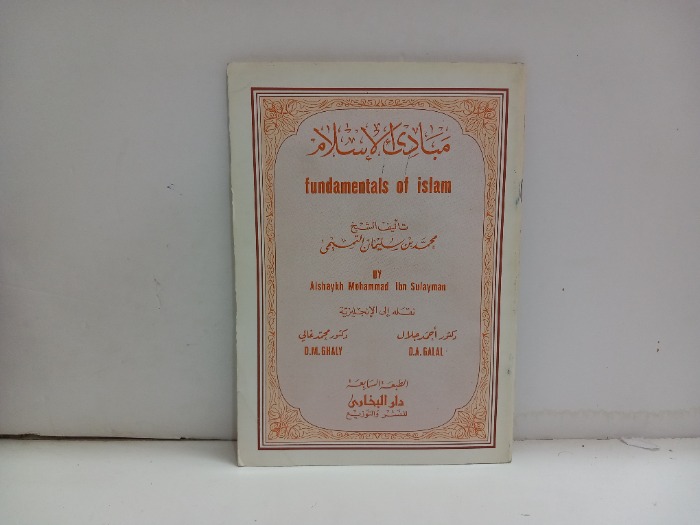 مبادئ الإسلام
fundamentals of islam
تأليف الشيخ
محمد بن سليمان التميمي
BY
Alshaykh Mohammad Ibn Sulayman
نقله إلى الإنجليزية
دكتور أحمد جلال دكتور محمد غالي
D.M. GHALY D.A. GALAL
الطبعة السابعة
دار البخارى
للنشر والتوزيع